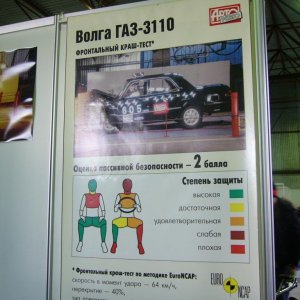 Волга ГАЗ-3110
ФРОНТАЛЬНЫЙ КРАШ-ТЕСТ*
АВТО
005
Оценка пассивной безопасности – 2 балла
Степень защиты
высокая
достаточная
удовлетворительная
слабая
плохая
* Фронтальный краш-тест по методике EuroNCAP:
скорость в момент удара — 64 км/ч,
перекрытие — 40%,
EURO
NCAP